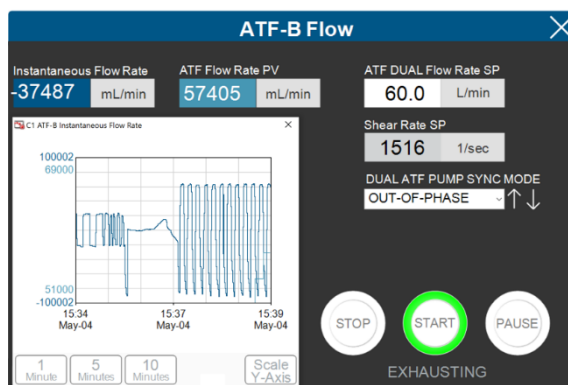 ATF-B Flow
Instantaneous Flow Rate
-37487 mL/min
ATF Flow Rate PV
57405 mL/min
ATF DUAL Flow Rate SP
60.0 L/min
Shear Rate SP
1516 1/sec
DUAL ATF PUMP SYNC MODE
OUT-OF-PHASE
C1 ATF-B Instantaneous Flow Rate
100002
69000
51000
-100002
15:34 15:37 15:39
May-04 May-04 May-04
1 Minute
5 Minutes
10 Minutes
Scale Y-Axis
STOP
START
PAUSE
EXHAUSTING